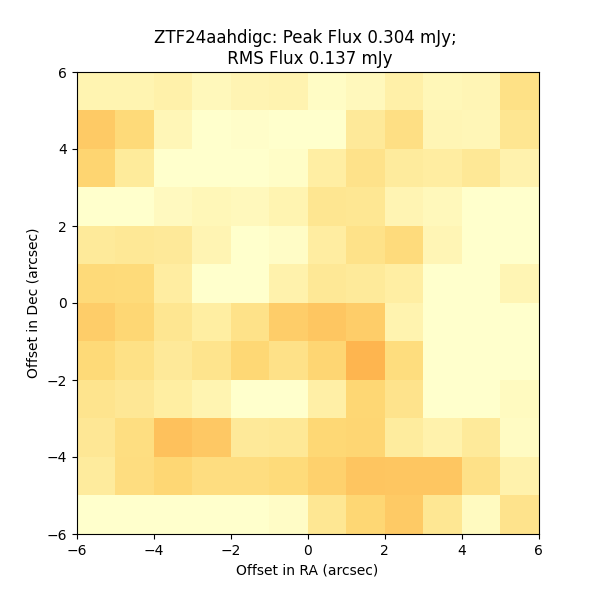 ZTF24aahdigc: Peak Flux 0.304 mJy;
RMS Flux 0.137 mJy
6
4
2
0
−2
−4
−6
Offset in Dec (arcsec)
−6 −4 −2 0 2 4 6
Offset in RA (arcsec)